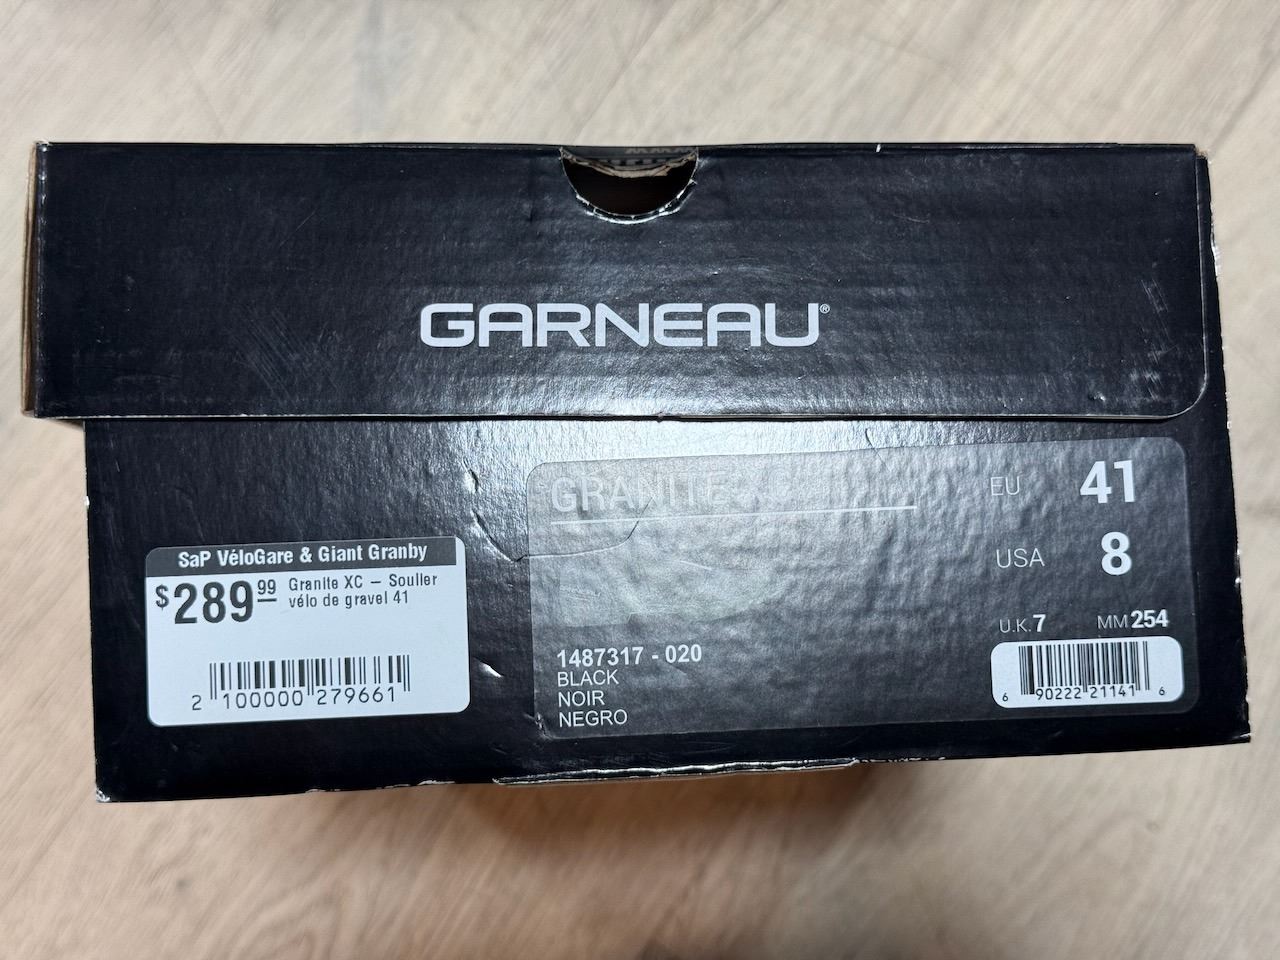 GARNEAU®
GRANITE XC
EU 41
USA 8
U.K. 7 MM 254
SaP VéloGare & Giant Granby
$289.99 Granite XC – Soulier
vélo de gravel 41
2 100000 279661
1487317 - 020
BLACK
NOIR
NEGRO
6 90222 21141 6